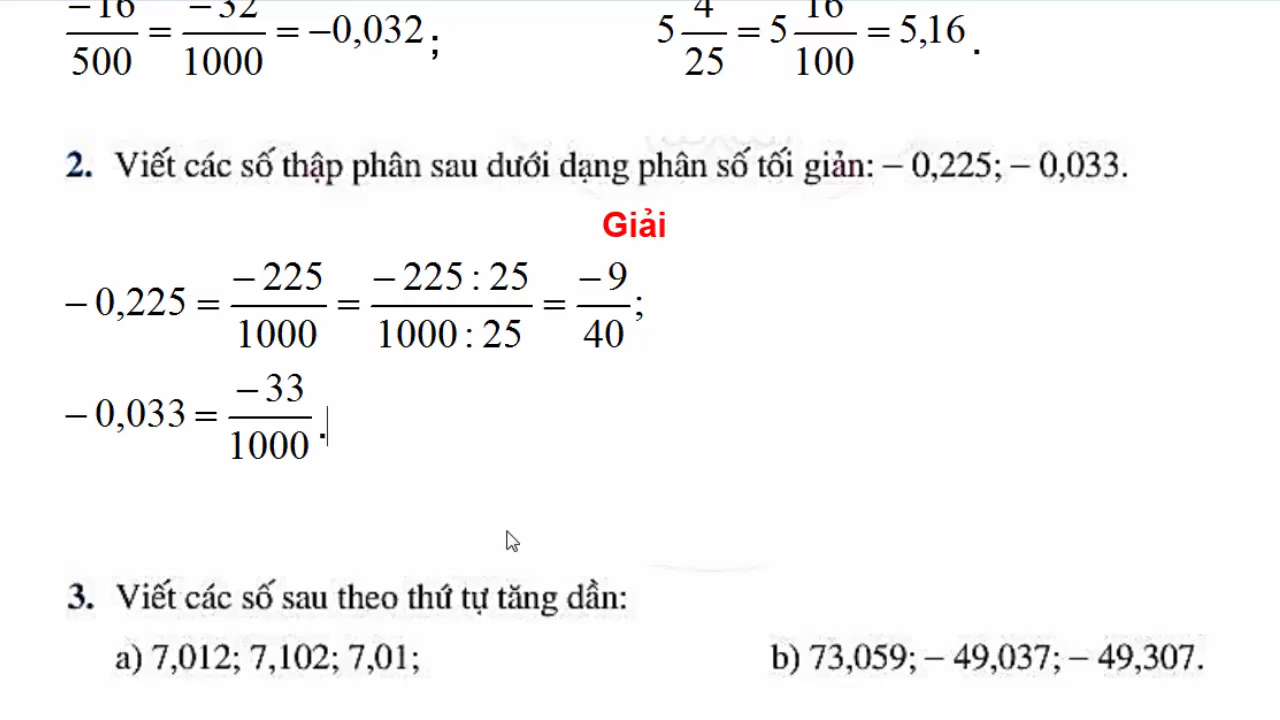 -16/500 = -32/1000 = -0,032; 5 4/25 = 5 16/100 = 5,16.
2. Viết các số thập phân sau dưới dạng phân số tối giản: – 0,225; – 0,033.
Giải
-0,225 = -225/1000 = -225 : 25/1000 : 25 = -9/40;
-0,033 = -33/1000.
3. Viết các số sau theo thứ tự tăng dần:
a) 7,012; 7,102; 7,01; b) 73,059; – 49,037; – 49,307.